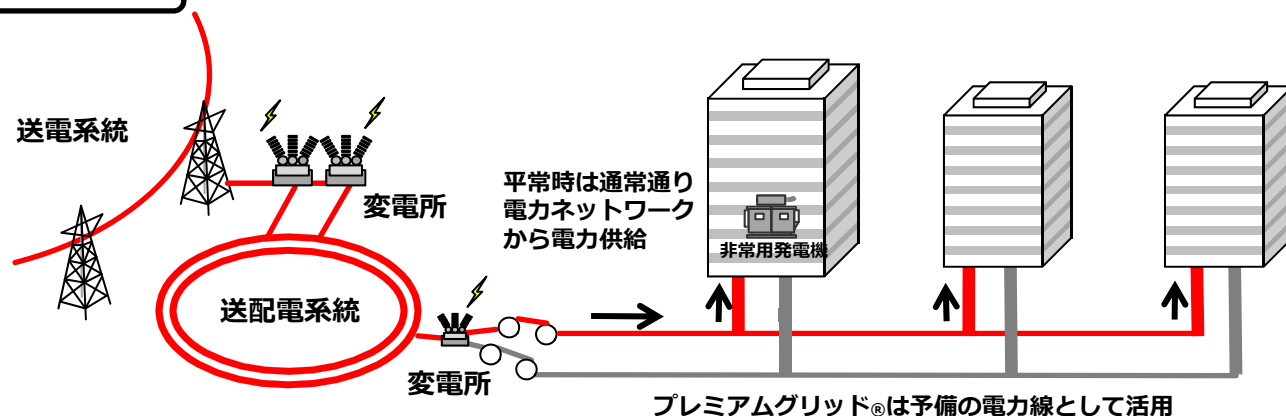 送電系統
変電所
平常時は通常通り
電力ネットワーク
から電力供給
非常用発電機
送配電系統
変電所
プレミアムグリッド®は予備の電力線として活用